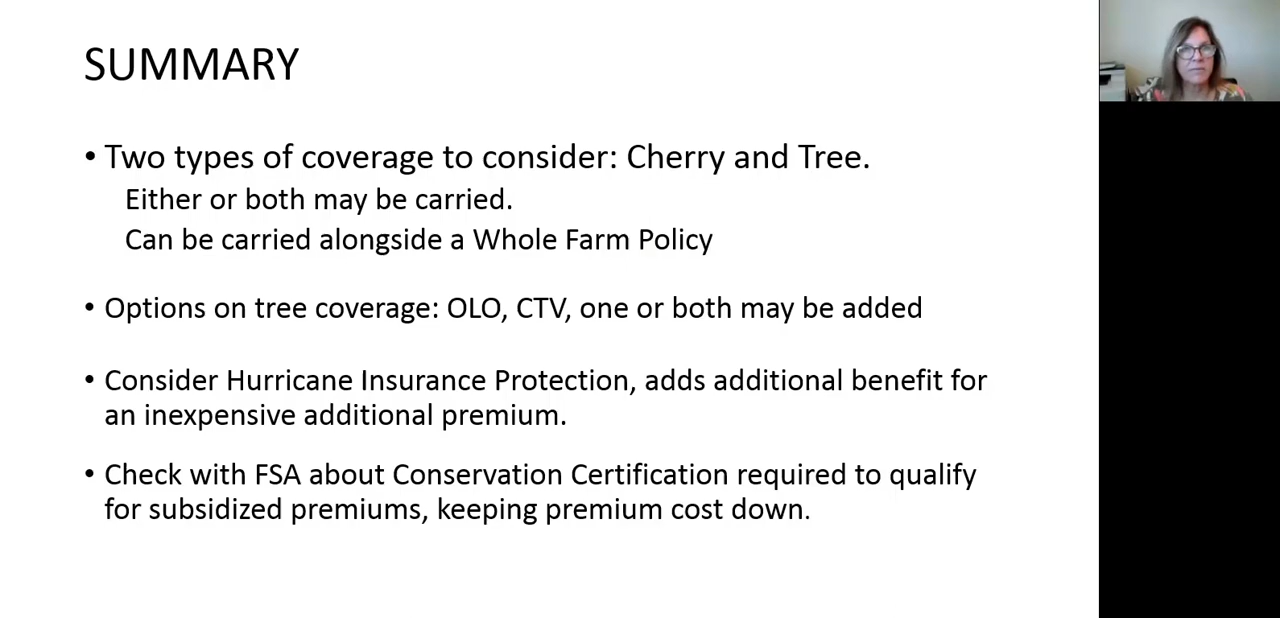 SUMMARY
• Two types of coverage to consider: Cherry and Tree.
Either or both may be carried.
Can be carried alongside a Whole Farm Policy
• Options on tree coverage: OLO, CTV, one or both may be added
• Consider Hurricane Insurance Protection, adds additional benefit for
an inexpensive additional premium.
• Check with FSA about Conservation Certification required to qualify
for subsidized premiums, keeping premium cost down.